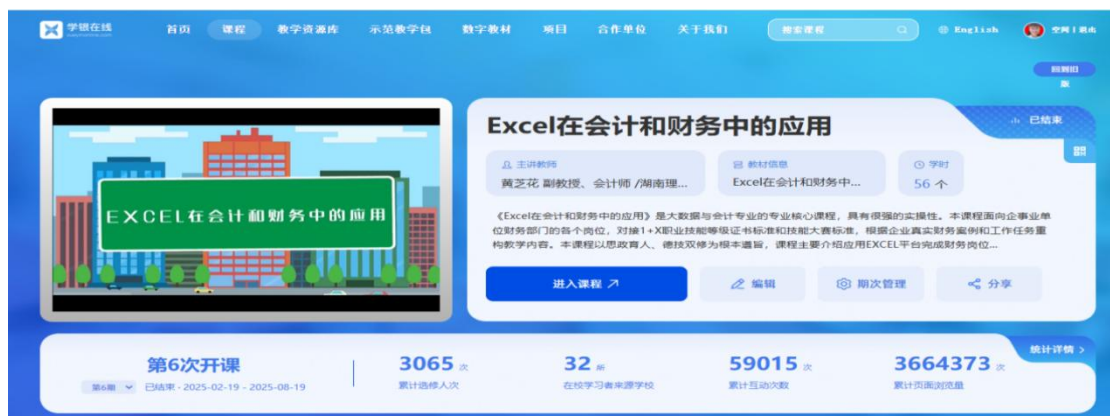 学银在线
首页 课程 教学资源库 示范教学包 数字教材 项目 合作单位 关于我们 搜索课程 English 空间 | 退出
回到旧
版
EXCEL在会计和财务中的应用
Excel在会计和财务中的应用
已结束
主讲教师 教材信息 学时
黄芝花 副教授、会计师 /湖南理... Excel在会计和财务中... 56 个
《Excel在会计和财务中的应用》是大数据与会计专业的专业核心课程，具有很强的实操性。本课程面向企事业单
位财务部门的各个岗位，对接1+X职业技能等级证书标准和技能大赛标准，根据企业真实财务案例和工作任务重
构教学内容。本课程以思政育人、德技双修为根本遵旨，课程主要介绍应用EXCEL平台完成财务岗位...
进入课程 编辑 期次管理 分享
统计详情 >
第6次开课 3065 次 32 所 59015 次 3664373 次
第6期 已结束 - 2025-02-19 - 2025-08-19 累计选修人次 在校学习者来源学校 累计互动次数 累计页面浏览量